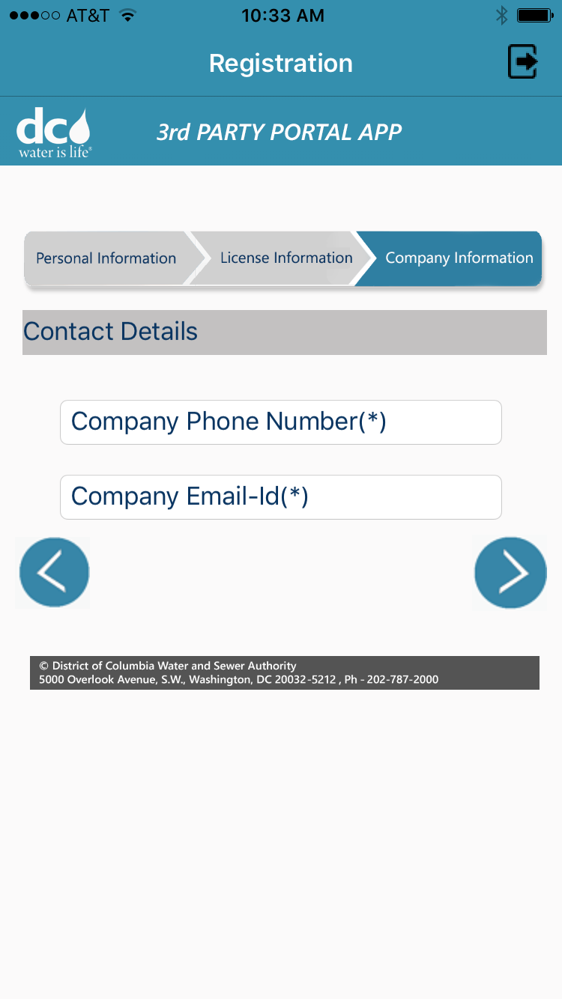 AT&T 10:33 AM
Registration
dc
water is life®
3rd PARTY PORTAL APP
Personal Information License Information Company Information
Contact Details
Company Phone Number(*)
Company Email-Id(*)
© District of Columbia Water and Sewer Authority
5000 Overlook Avenue, S.W., Washington, DC 20032-5212 , Ph - 202-787-2000